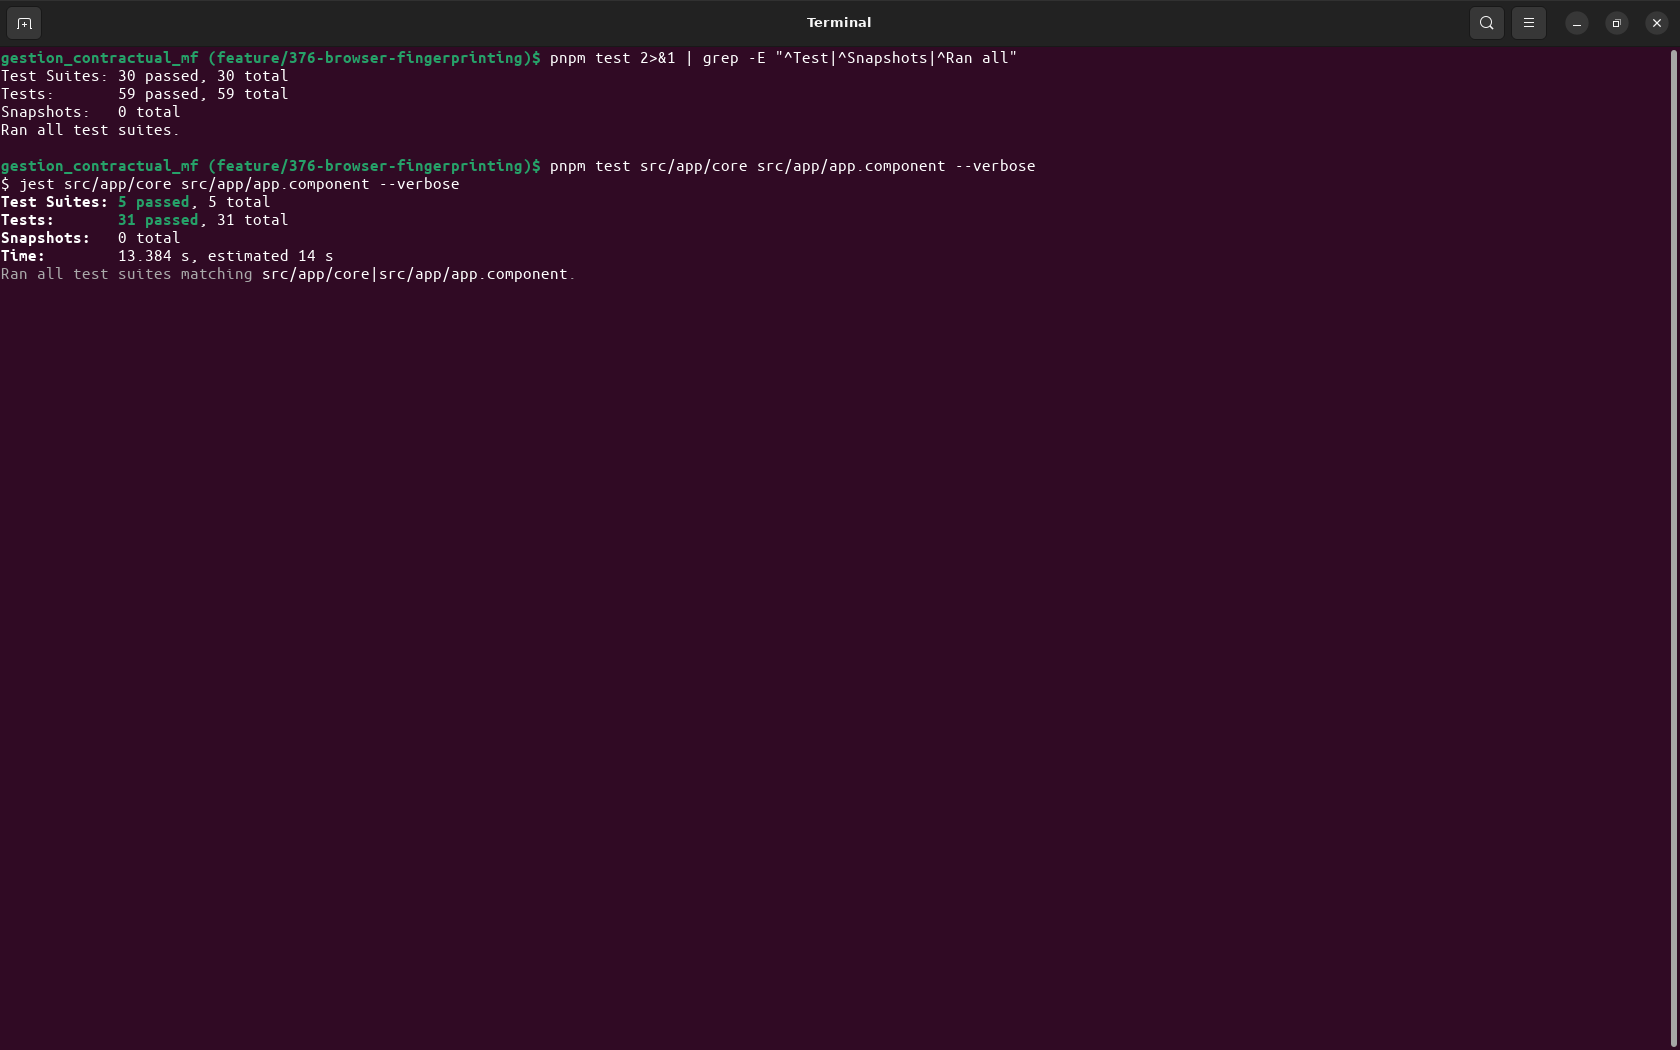 Terminal
gestion_contractual_mf (feature/376-browser-fingerprinting)$ pnpm test 2>&1 | grep -E "^Test|^Snapshots|^Ran all"
Test Suites: 30 passed, 30 total
Tests:       59 passed, 59 total
Snapshots:   0 total
Ran all test suites.
gestion_contractual_mf (feature/376-browser-fingerprinting)$ pnpm test src/app/core src/app/app.component --verbose
$ jest src/app/core src/app/app.component --verbose
Test Suites: 5 passed, 5 total
Tests:       31 passed, 31 total
Snapshots:   0 total
Time:        13.384 s, estimated 14 s
Ran all test suites matching src/app/core|src/app/app.component.